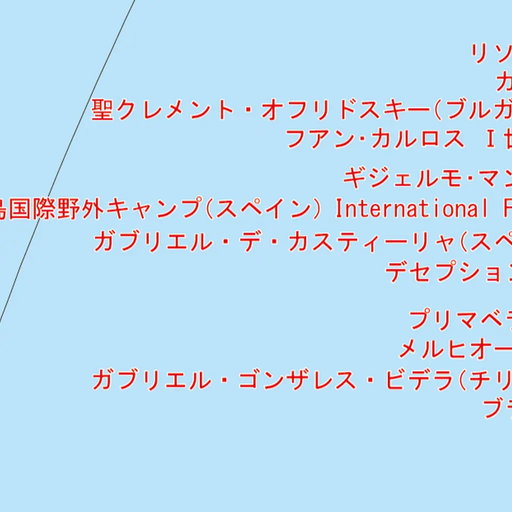 リソ
カ
聖クレメント・オフリドスキー(ブルガ
フアン・カルロス Ⅰ世
ギジェルモ・マン
島国際野外キャンプ(スペイン) International F
ガブリエル・デ・カスティーリャ(スペ
デセプション
プリマベラ
メルヒオー
ガブリエル・ゴンザレス・ビデラ(チリ
ブラ